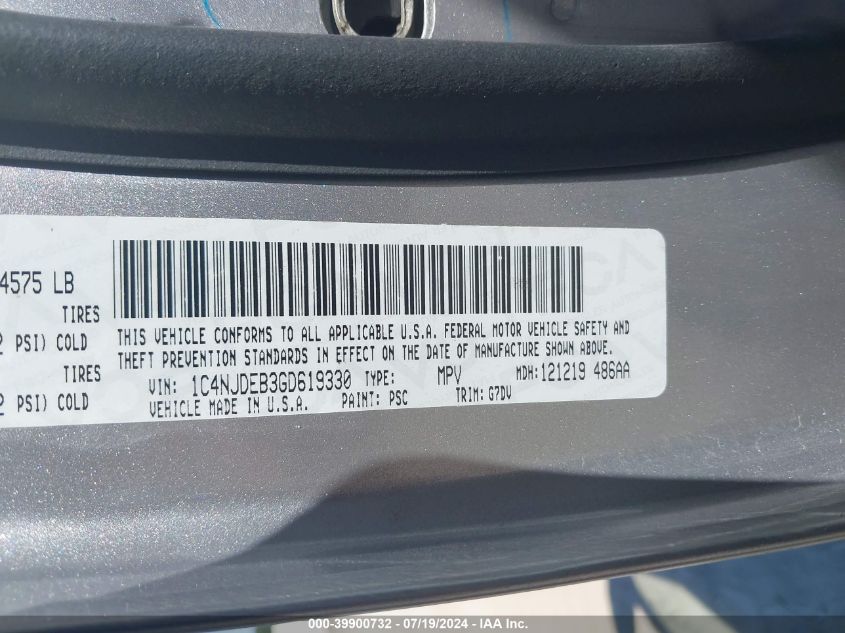 4575 LB
TIRES
PSI) COLD
TIRES
PSI) COLD
THIS VEHICLE CONFORMS TO ALL APPLICABLE U.S.A. FEDERAL MOTOR VEHICLE SAFETY AND
THEFT PREVENTION STANDARDS IN EFFECT ON THE DATE OF MANUFACTURE SHOWN ABOVE.
VIN: 1C4NJDEB3GD619330 TYPE: MPV MDH: 121219 486AA
VEHICLE MADE IN U.S.A. PAINT: PSC TRIM: G7DV
000-39900732 - 07/19/2024 - IAA Inc.